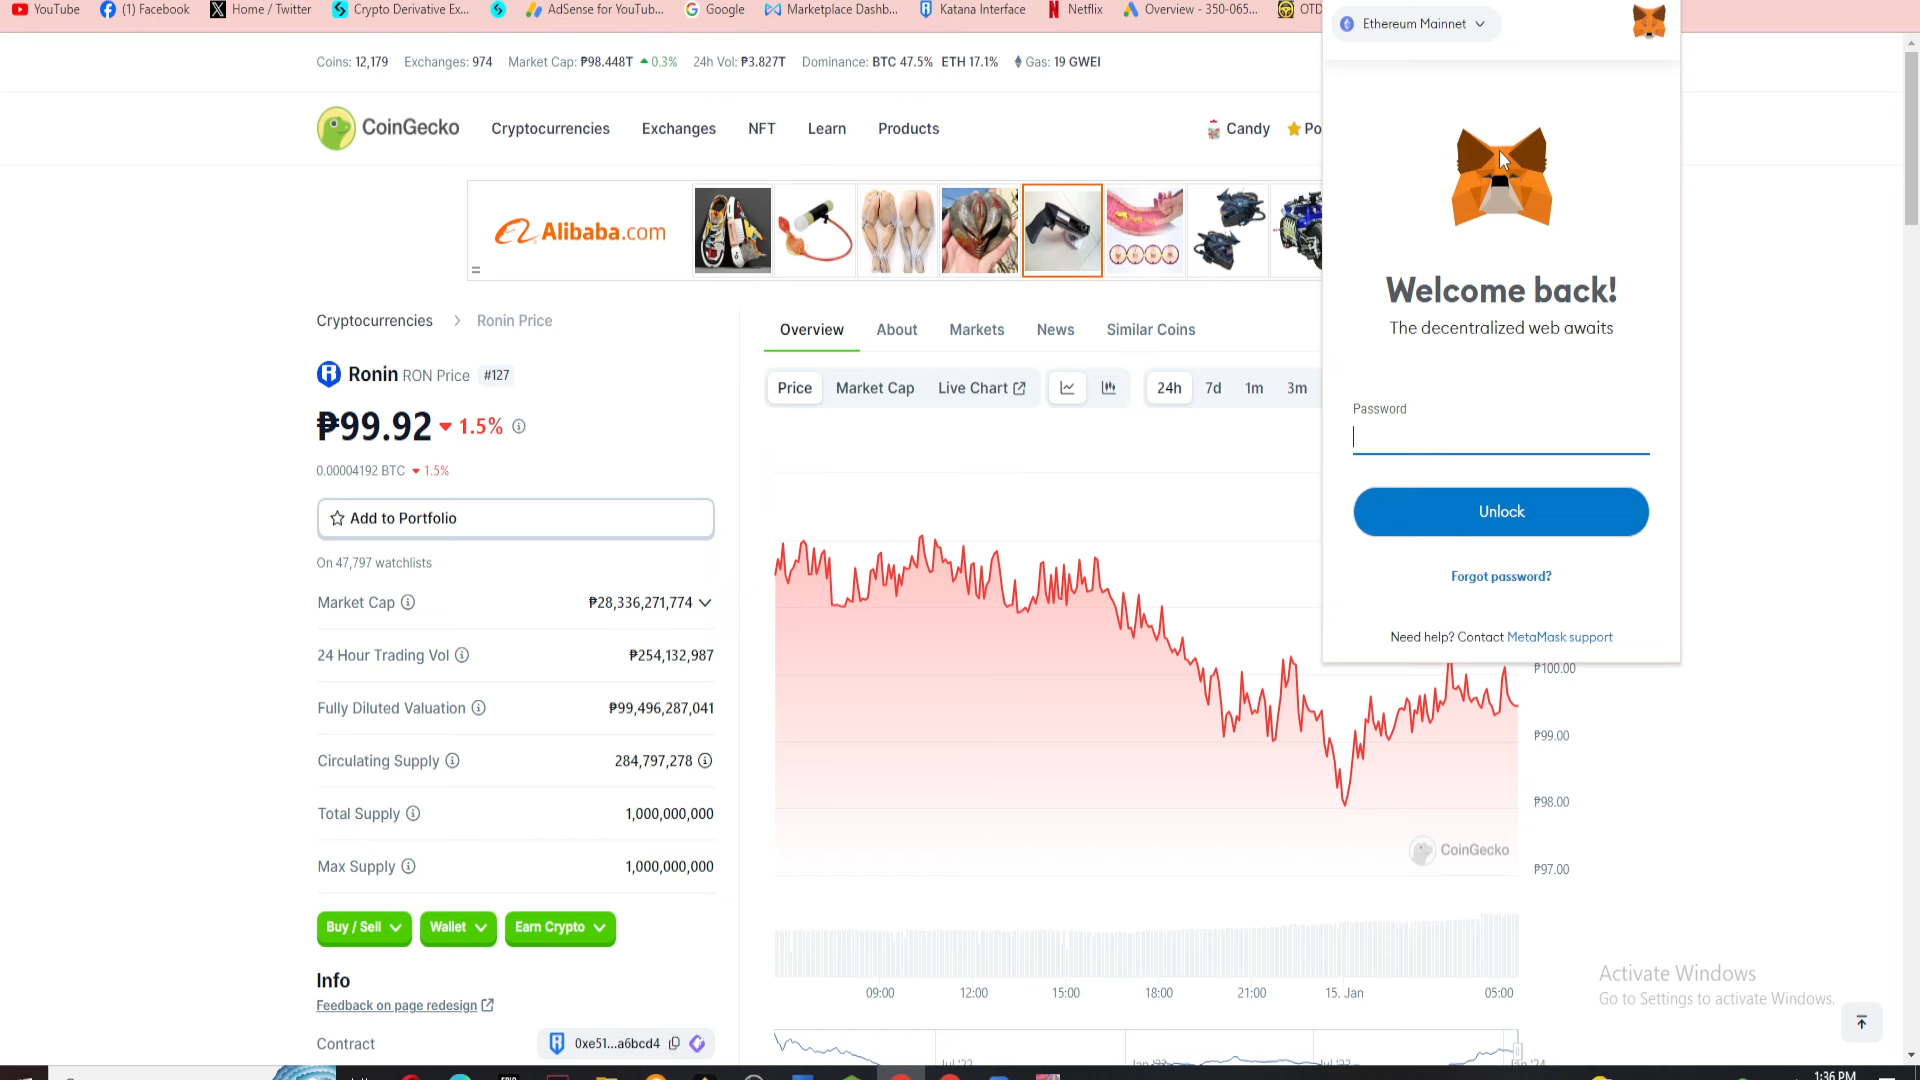 YouTube (1) Facebook Home / Twitter Crypto Derivative Ex... AdSense for YouTub... Google Marketplace Dashb... Katana Interface Netflix Overview - 350-065... OTD
Ethereum Mainnet
Coins: 12,179 Exchanges: 974 Market Cap: ₱98.448T 0.3% 24h Vol: ₱3.827T Dominance: BTC 47.5% ETH 17.1% Gas: 19 GWEI
CoinGecko Cryptocurrencies Exchanges NFT Learn Products Candy Po
Alibaba.com
Welcome back!
The decentralized web awaits
Password
Unlock
Forgot password?
Need help? Contact MetaMask support
Cryptocurrencies > Ronin Price
Overview About Markets News Similar Coins
Ronin RON Price #127
Price Market Cap Live Chart 24h 7d 1m 3m
₱99.92 1.5%
0.00004192 BTC 1.5%
Add to Portfolio
On 47,797 watchlists
Market Cap ₱28,336,271,774
24 Hour Trading Vol ₱254,132,987
Fully Diluted Valuation ₱99,496,287,041
Circulating Supply 284,797,278
Total Supply 1,000,000,000
Max Supply 1,000,000,000
Buy / Sell Wallet Earn Crypto
Info
Feedback on page redesign
Contract 0xe51...a6bcd4
₱100.00
₱99.00
₱98.00
₱97.00
CoinGecko
09:00 12:00 15:00 18:00 21:00 15. Jan 05:00
Activate Windows
Go to Settings to activate Windows.
1:36 PM